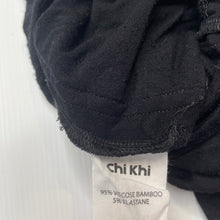 Chi Khi
95% VISCOSE BAMBOO
5% ELASTANE